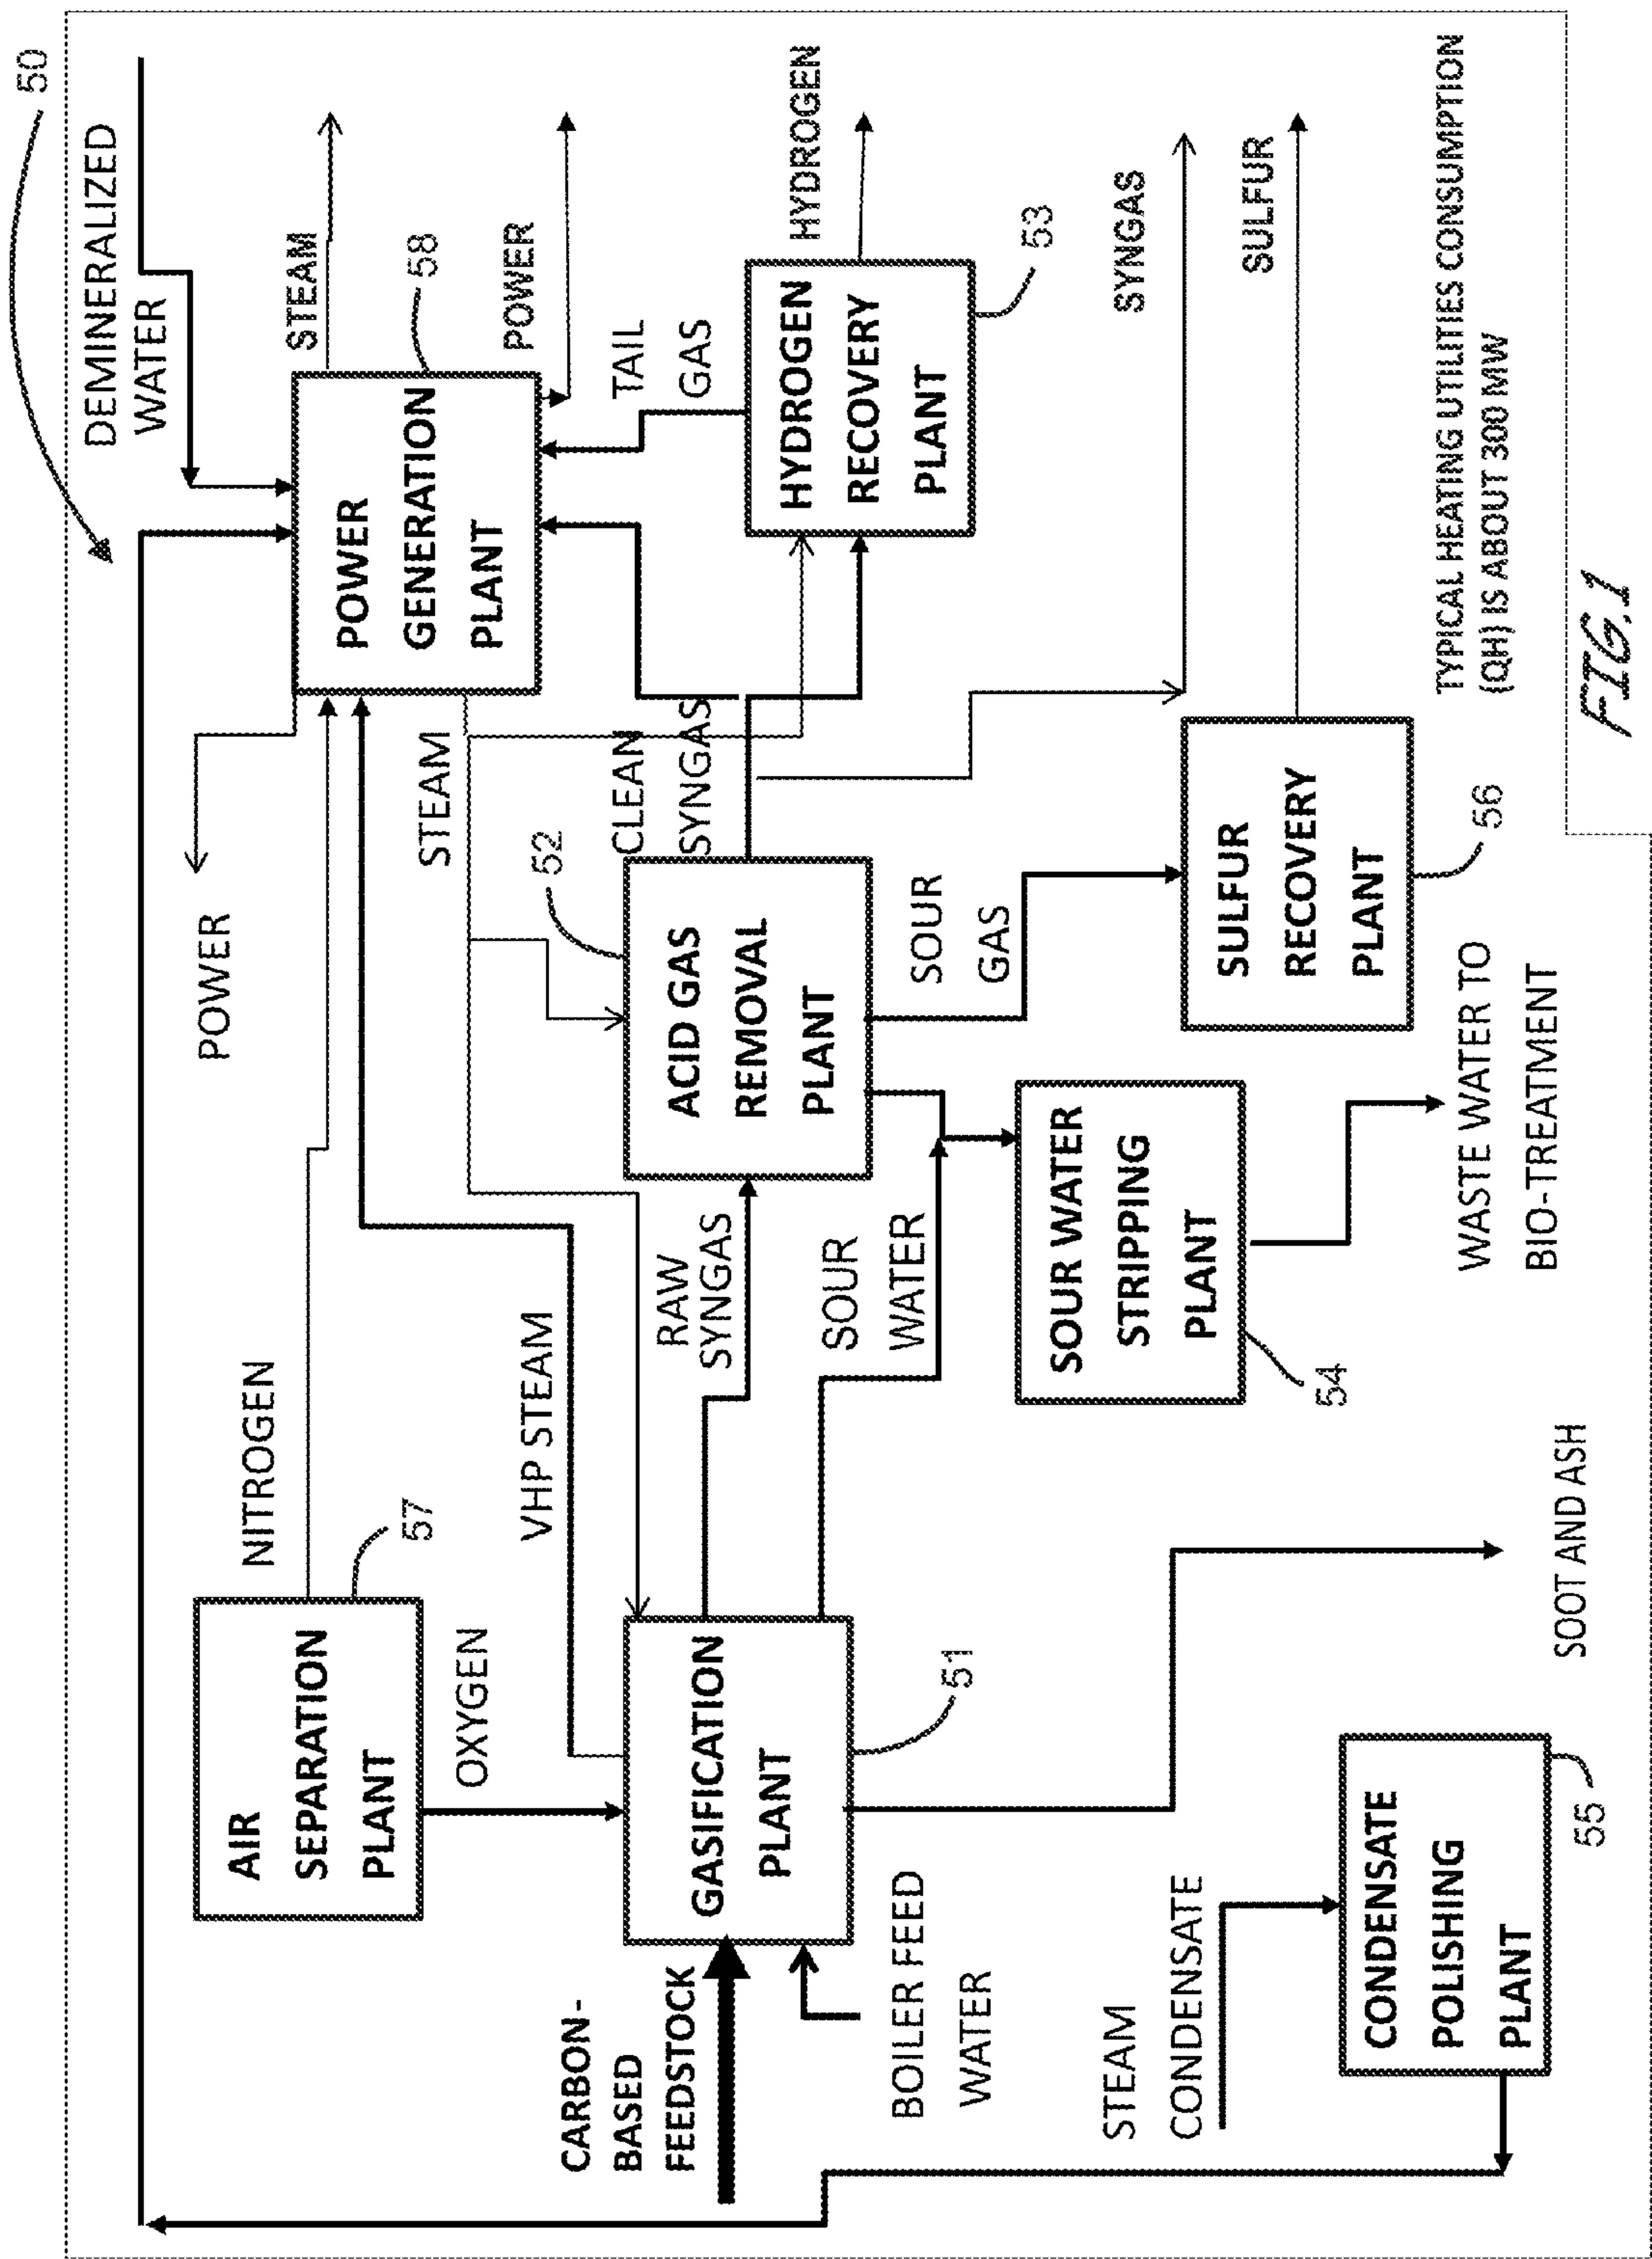 50
DEMINERALIZED
WATER
POWER
STEAM
58
POWER
GENERATION
PLANT
POWER
NITROGEN
AIR
SEPARATION
PLANT
57
OXYGEN
VHP STEAM
STEAM
TAIL
GAS
HYDROGEN
CLEAN
SYNGAS
HYDROGEN
RECOVERY
PLANT
53
52
ACID GAS
REMOVAL
PLANT
RAW
SYNGAS
CARBON-
BASED
FEEDSTOCK
GASIFICATION
PLANT
51
BOILER FEED
WATER
SOUR
WATER
SOUR
GAS
SYNGAS
SULFUR
SULFUR
RECOVERY
PLANT
56
SOUR WATER
STRIPPING
PLANT
54
STEAM
CONDENSATE
CONDENSATE
POLISHING
PLANT
55
SOOT AND ASH
WASTE WATER TO
BIO-TREATMENT
TYPICAL HEATING UTILITIES CONSUMPTION
(QH) IS ABOUT 300 MW
FIG. 1